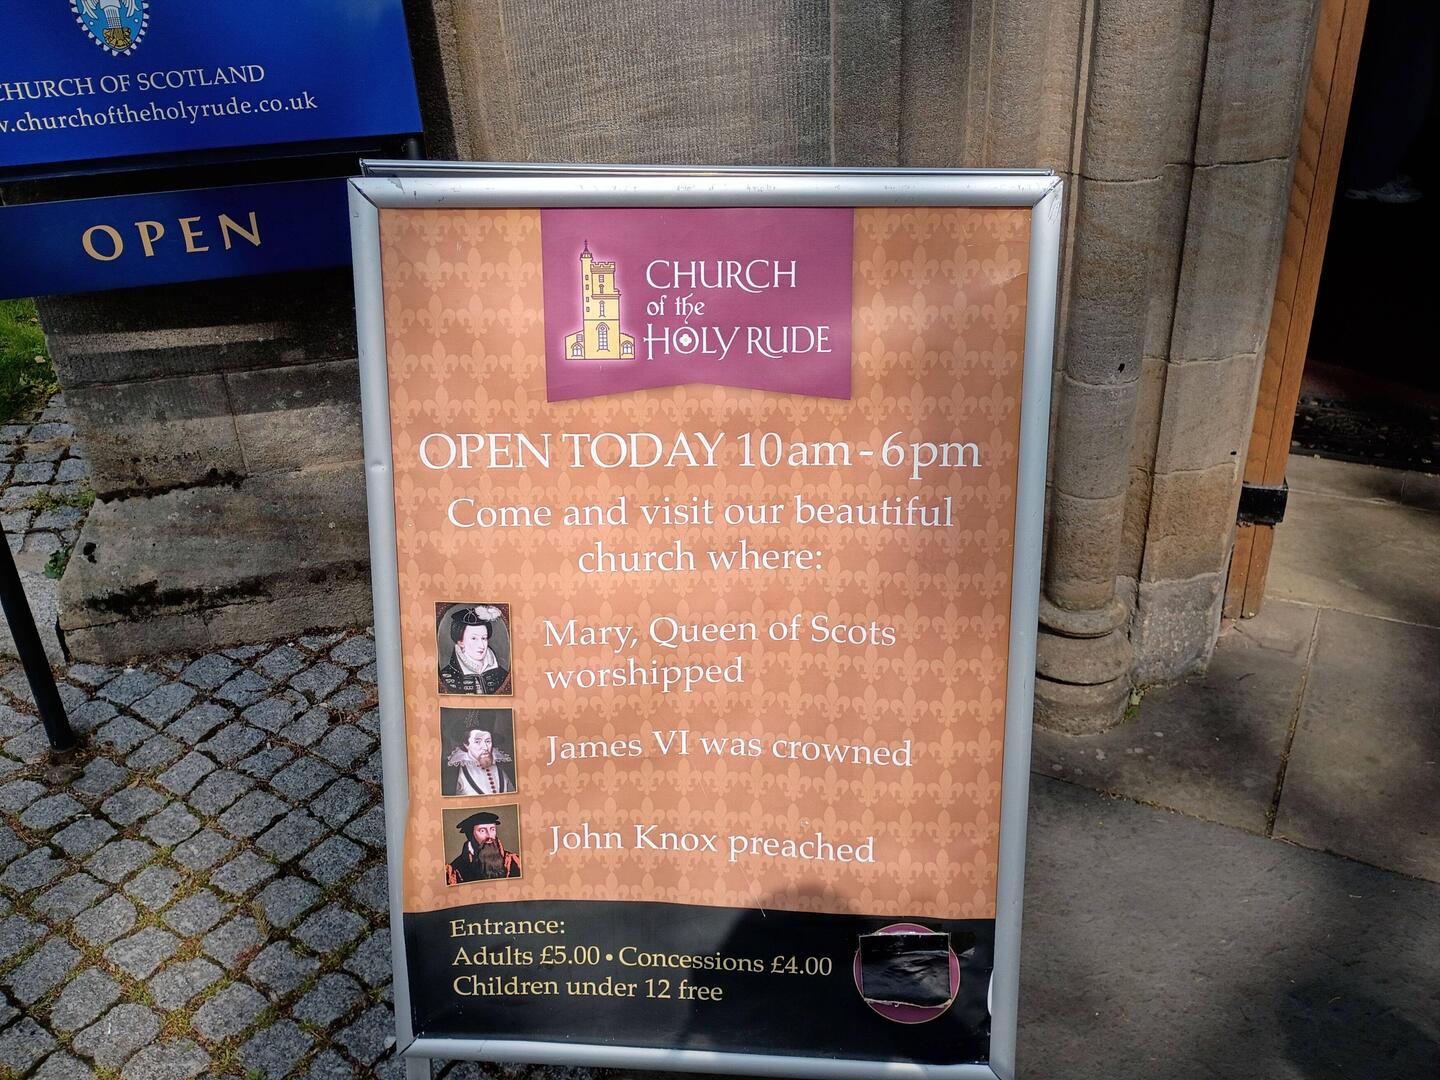 CHURCH OF SCOTLAND
w.churchoftheholyrude.co.uk
OPEN
CHURCH
of the
HOLY RUDE
OPEN TODAY 10am - 6pm
Come and visit our beautiful
church where:
Mary, Queen of Scots
worshipped
James VI was crowned
John Knox preached
Entrance:
Adults £5.00 • Concessions £4.00
Children under 12 free